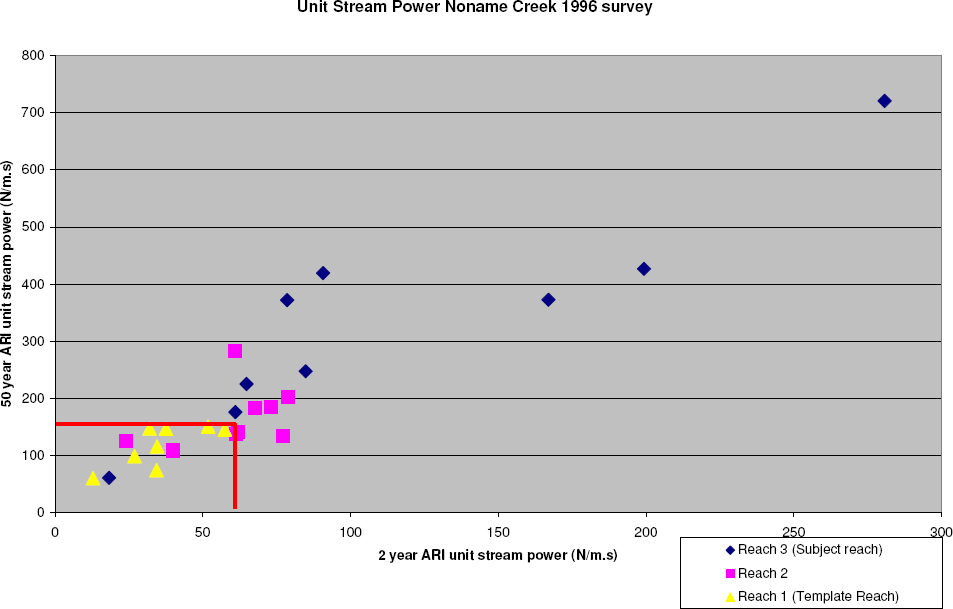 Unit Stream Power Noname Creek 1996 survey
800
700
600
500
400
300
200
100
0
50 year ARI unit stream power (N/m.s)
0 50 100 150 200 250 300
2 year ARI unit stream power (N/m.s)
Reach 3 (Subject reach)
Reach 2
Reach 1 (Template Reach)